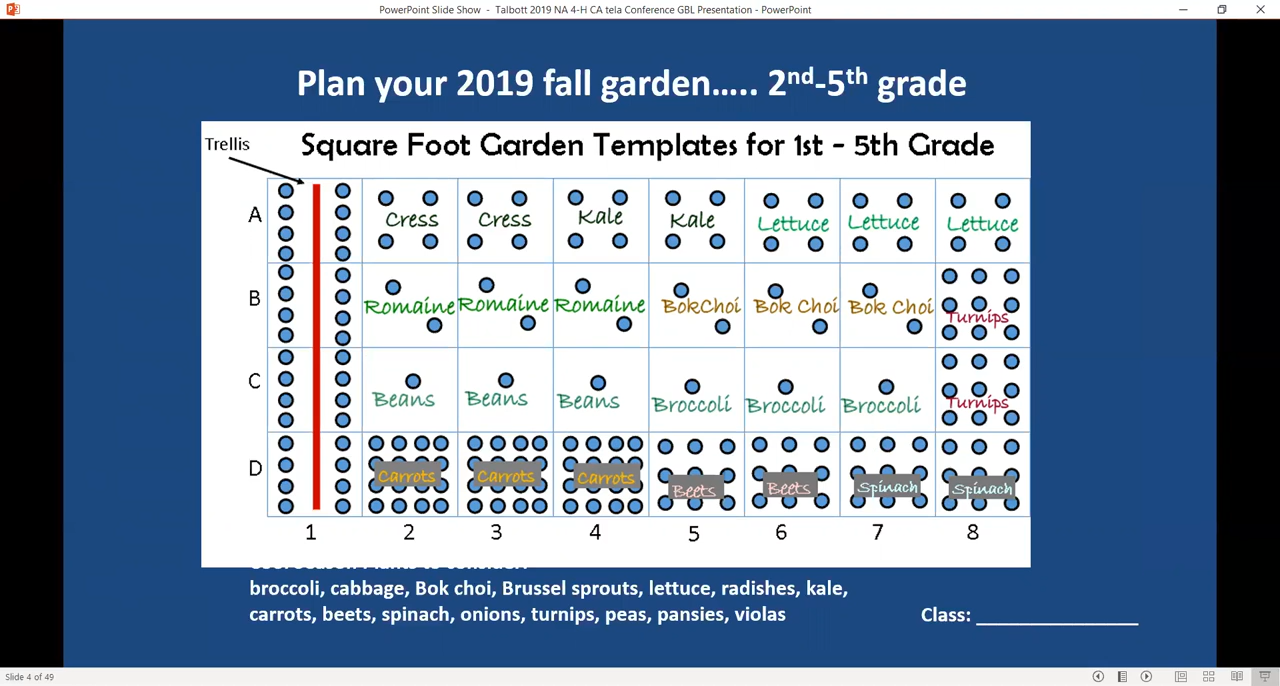 PowerPoint Slide Show - Talbott 2019 NA 4-H CA tela Conference GBL Presentation - PowerPoint
Plan your 2019 fall garden….. 2nd-5th grade
Trellis
Square Foot Garden Templates for 1st - 5th Grade
A Cress Cress Kale Kale Lettuce Lettuce Lettuce
B Romaine Romaine Romaine BokChoi Bok Choi Bok Choi Turnips
C Beans Beans Beans Broccoli Broccoli Broccoli Turnips
D Carrots Carrots Carrots Beets Beets Spinach Spinach
1 2 3 4 5 6 7 8
broccoli, cabbage, Bok choi, Brussel sprouts, lettuce, radishes, kale,
carrots, beets, spinach, onions, turnips, peas, pansies, violas
Class: _______________
Slide 4 of 49